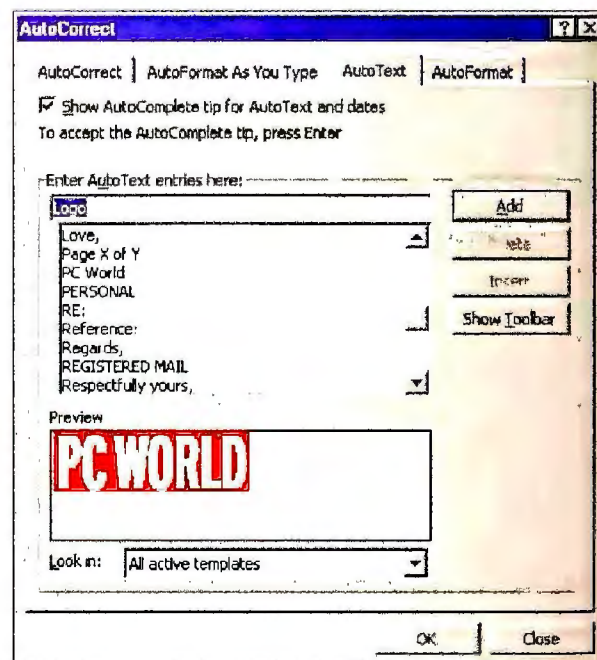 AutoCorrect
AutoCorrect AutoFormat As You Type AutoText AutoFormat
Show AutoComplete tip for AutoText and dates
To accept the AutoComplete tip, press Enter
Enter AutoText entries here:
Logo
Add
Love,
Page X of Y
PC World
PERSONAL
RE:
Reference:
Regards,
REGISTERED MAIL
Respectfully yours,
Insert
Show Toolbar
Preview
PC WORLD
Look in: All active templates
OK Close